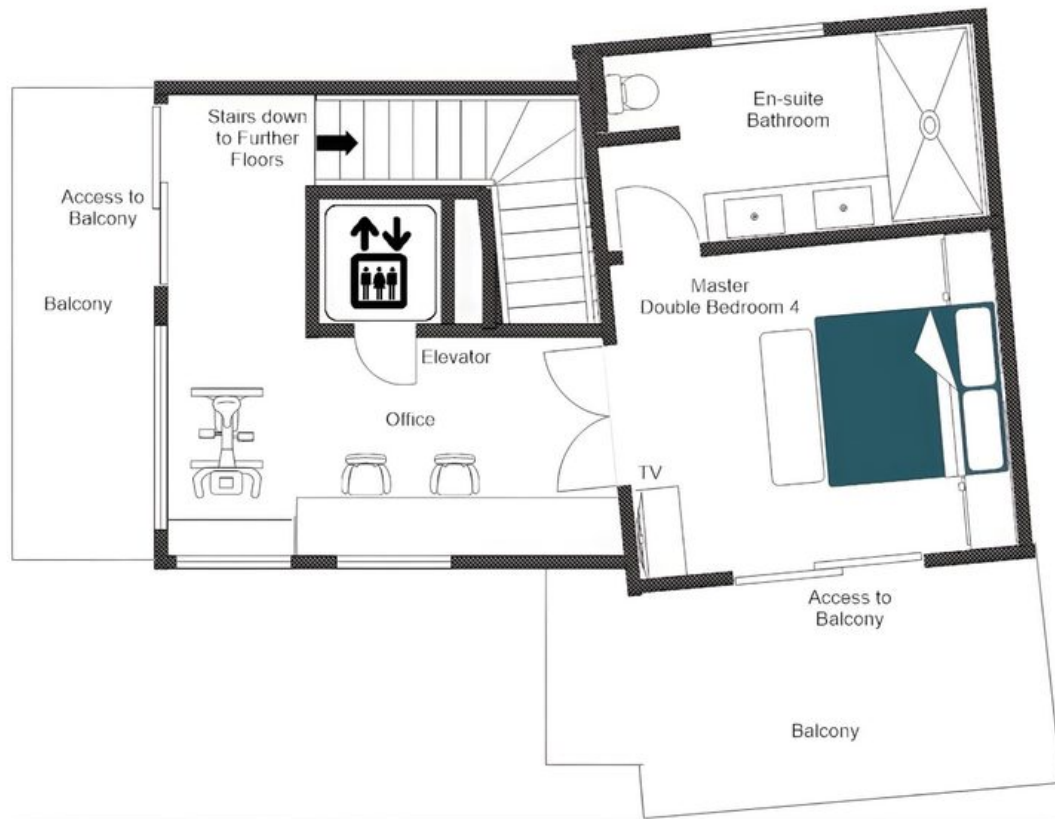 Stairs down
to Further
Floors
En-suite
Bathroom
Access to
Balcony
Balcony
Master
Double Bedroom 4
Elevator
Office
TV
Access to
Balcony
Balcony